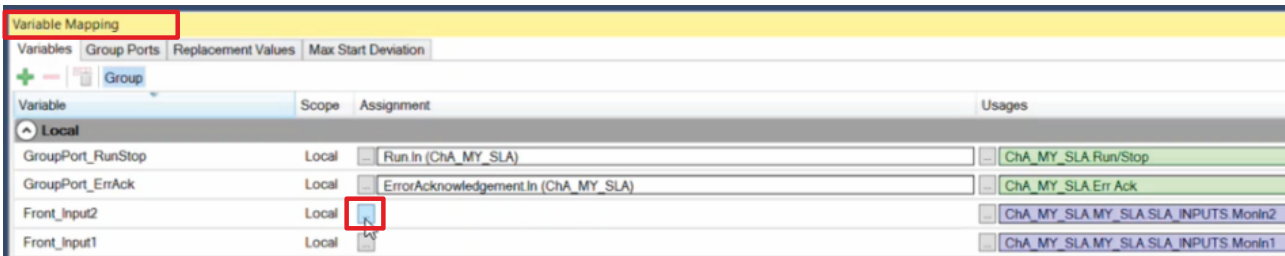 Variable Mapping
Variables Group Ports Replacement Values Max Start Deviation
Group
Variable Scope Assignment Usages
Local
GroupPort_RunStop Local ... Run.In (ChA_MY_SLA) ... ChA_MY_SLA.Run/Stop
GroupPort_ErrAck Local ... ErrorAcknowledgement.In (ChA_MY_SLA) ... ChA_MY_SLA.Err Ack
Front_Input2 Local ... ... ChA_MY_SLA.MY_SLA.SLA_INPUTS.MonIn2
Front_Input1 Local ... ... ChA_MY_SLA.MY_SLA.SLA_INPUTS.MonIn1